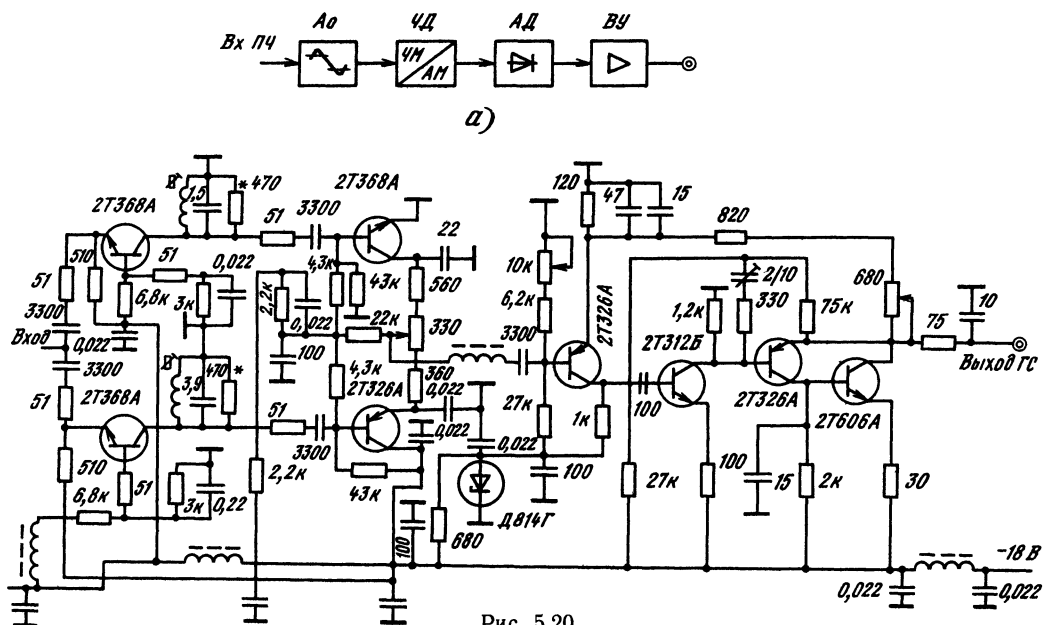 Ао ЧД АД ВУ
Вх ПЧ
ЧМ АМ
а)
2Т368А 1,5 * 470 51 3300 2Т368А 22
120 47 15 820
51 510 51 0,022 4,3к 43к 560
10к 2Т326А 2/10 680 10
6,8к 3к 2,2к 0,022 22к 330 6,2к 1,2к 330 75к 75
3300 Вход 0,022 3300 2Т312Б Выход ГС
3300 470 * 100 360
51 2Т368А 3,9 4,3к 2Т326А 0,022 27к 1к 100 2Т326А 2Т606А
51 3300 0,022 0,022
510 6,8к 51 3к 0,22 2,2к 43к 100 27к 100 15 2к 30
Д814Г
100 680
-18 В
0,022 0,022
Рис. 5.20